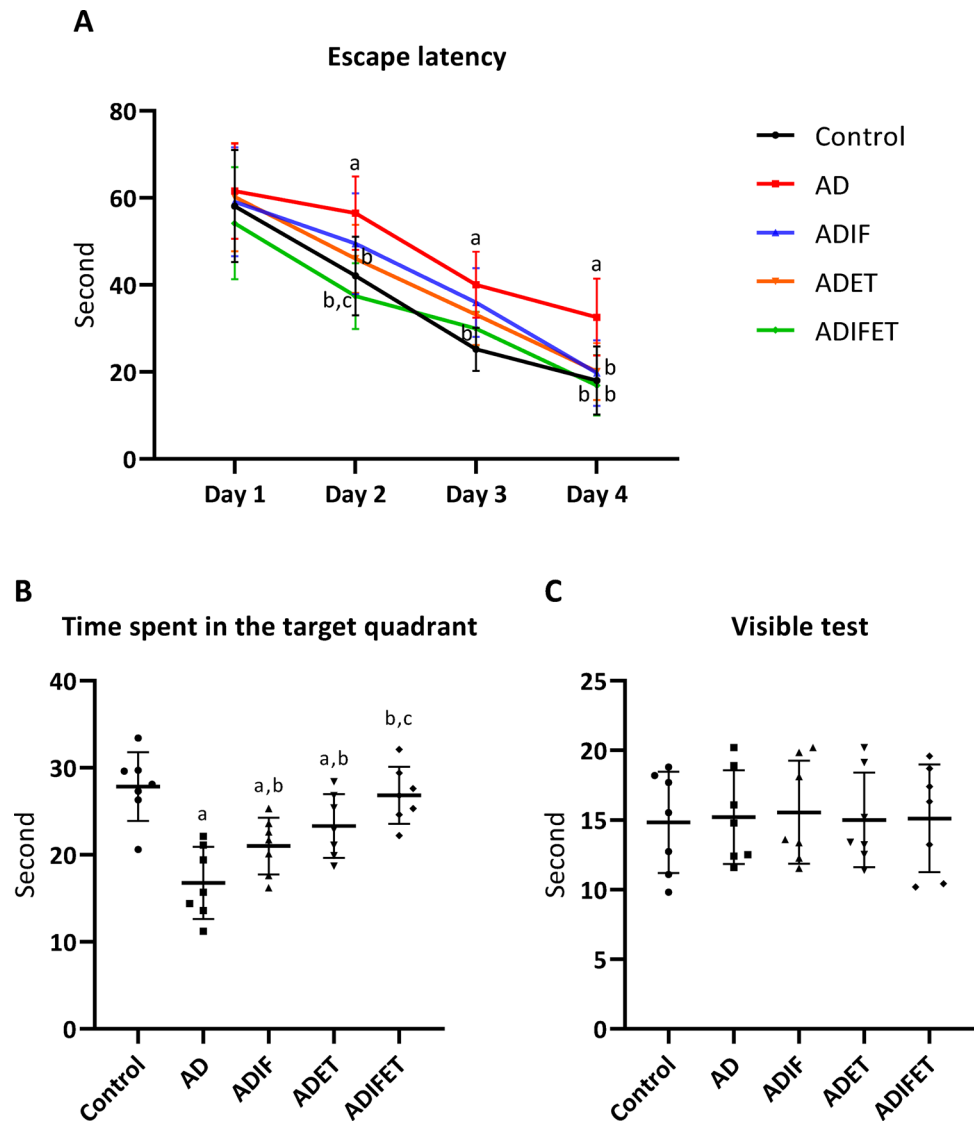 A
Escape latency
80
60
40
20
0
Second
a
a
a
b
b,c
b
b
b
b
Day 1
Day 2
Day 3
Day 4
Control
AD
ADIF
ADET
ADIFET
B
Time spent in the target quadrant
40
30
20
10
0
Second
a
a,b
a,b
b,c
Control
AD
ADIF
ADET
ADIFET
C
Visible test
25
20
15
10
5
0
Second
Control
AD
ADIF
ADET
ADIFET